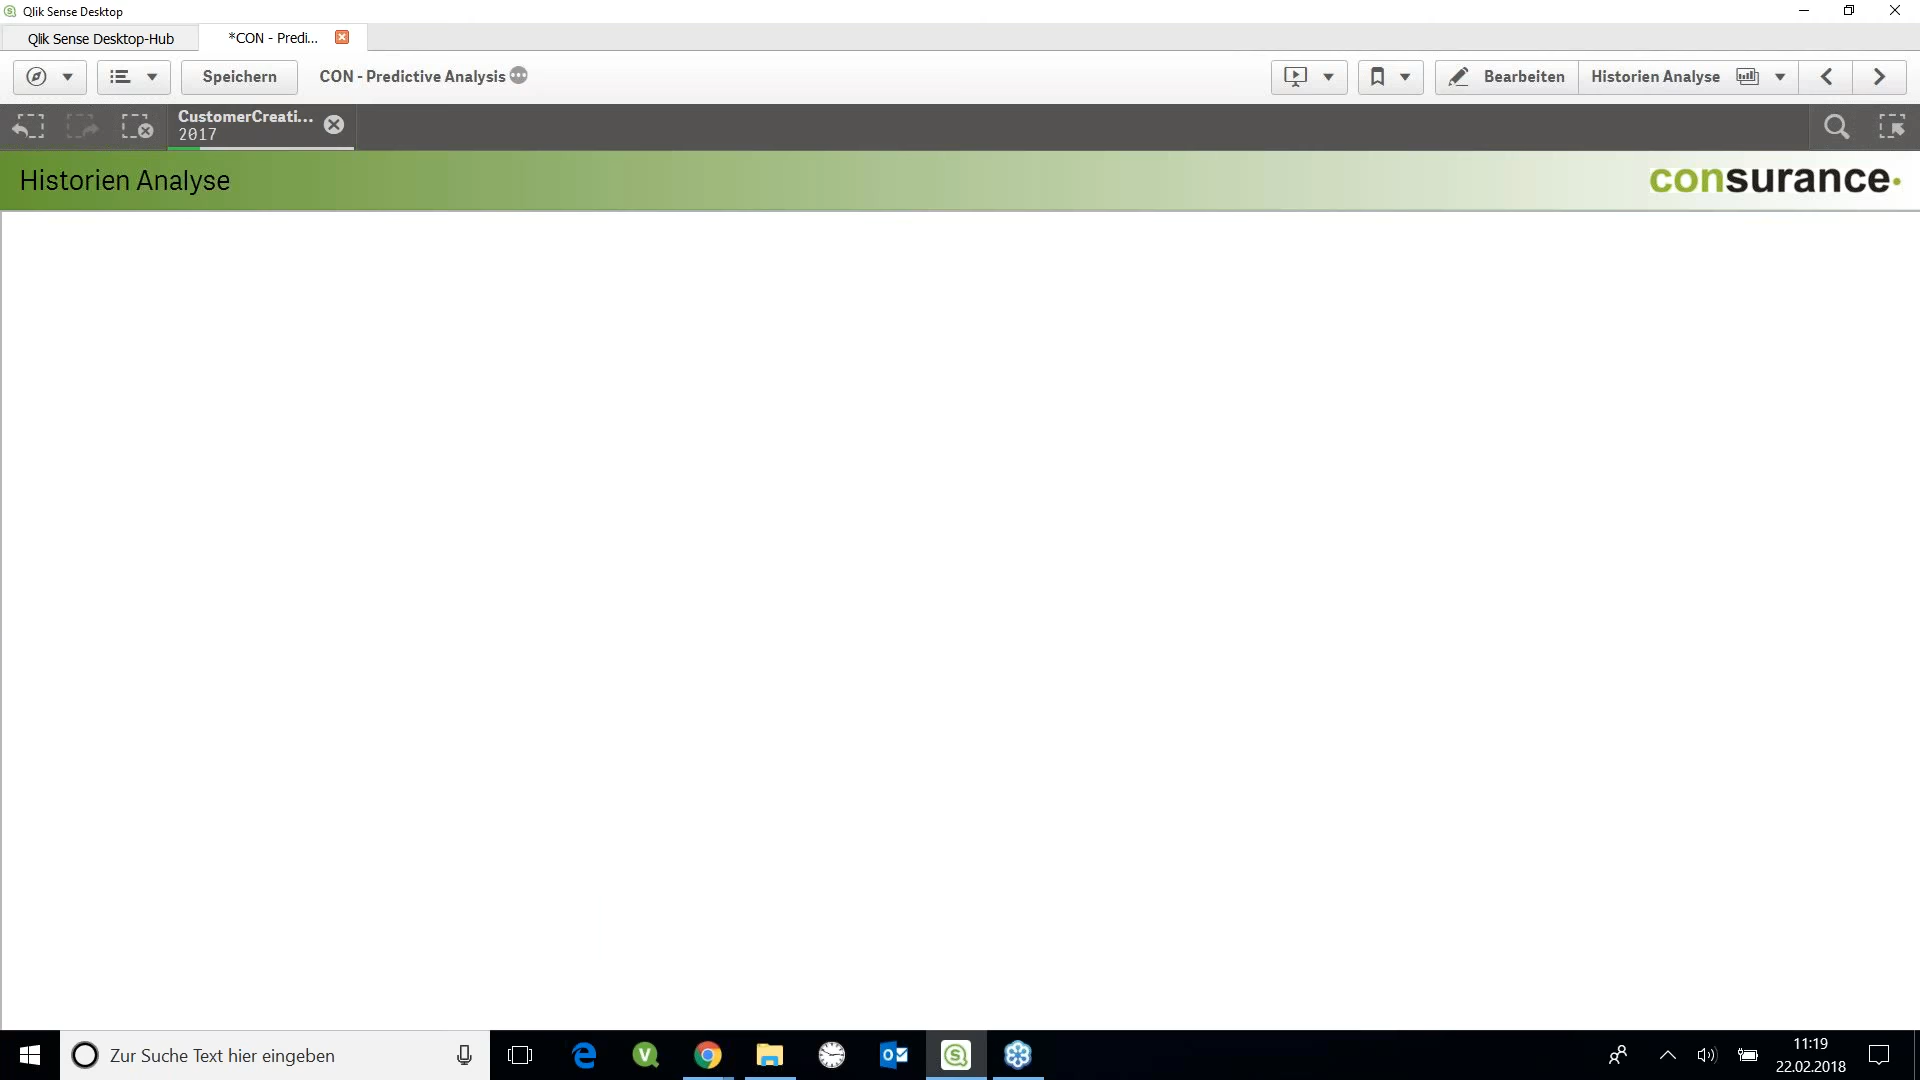 Qlik Sense Desktop
Qlik Sense Desktop-Hub
*CON - Predi...
Speichern
CON - Predictive Analysis
Bearbeiten
Historien Analyse
CustomerCreati...
2017
Historien Analyse
consurance
Zur Suche Text hier eingeben
11:19
22.02.2018